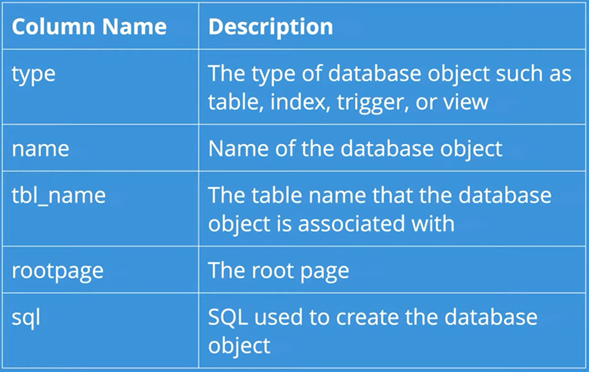 Column Name Description
type The type of database object such as
table, index, trigger, or view
name Name of the database object
tbl_name The table name that the database
object is associated with
rootpage The root page
sql SQL used to create the database
object